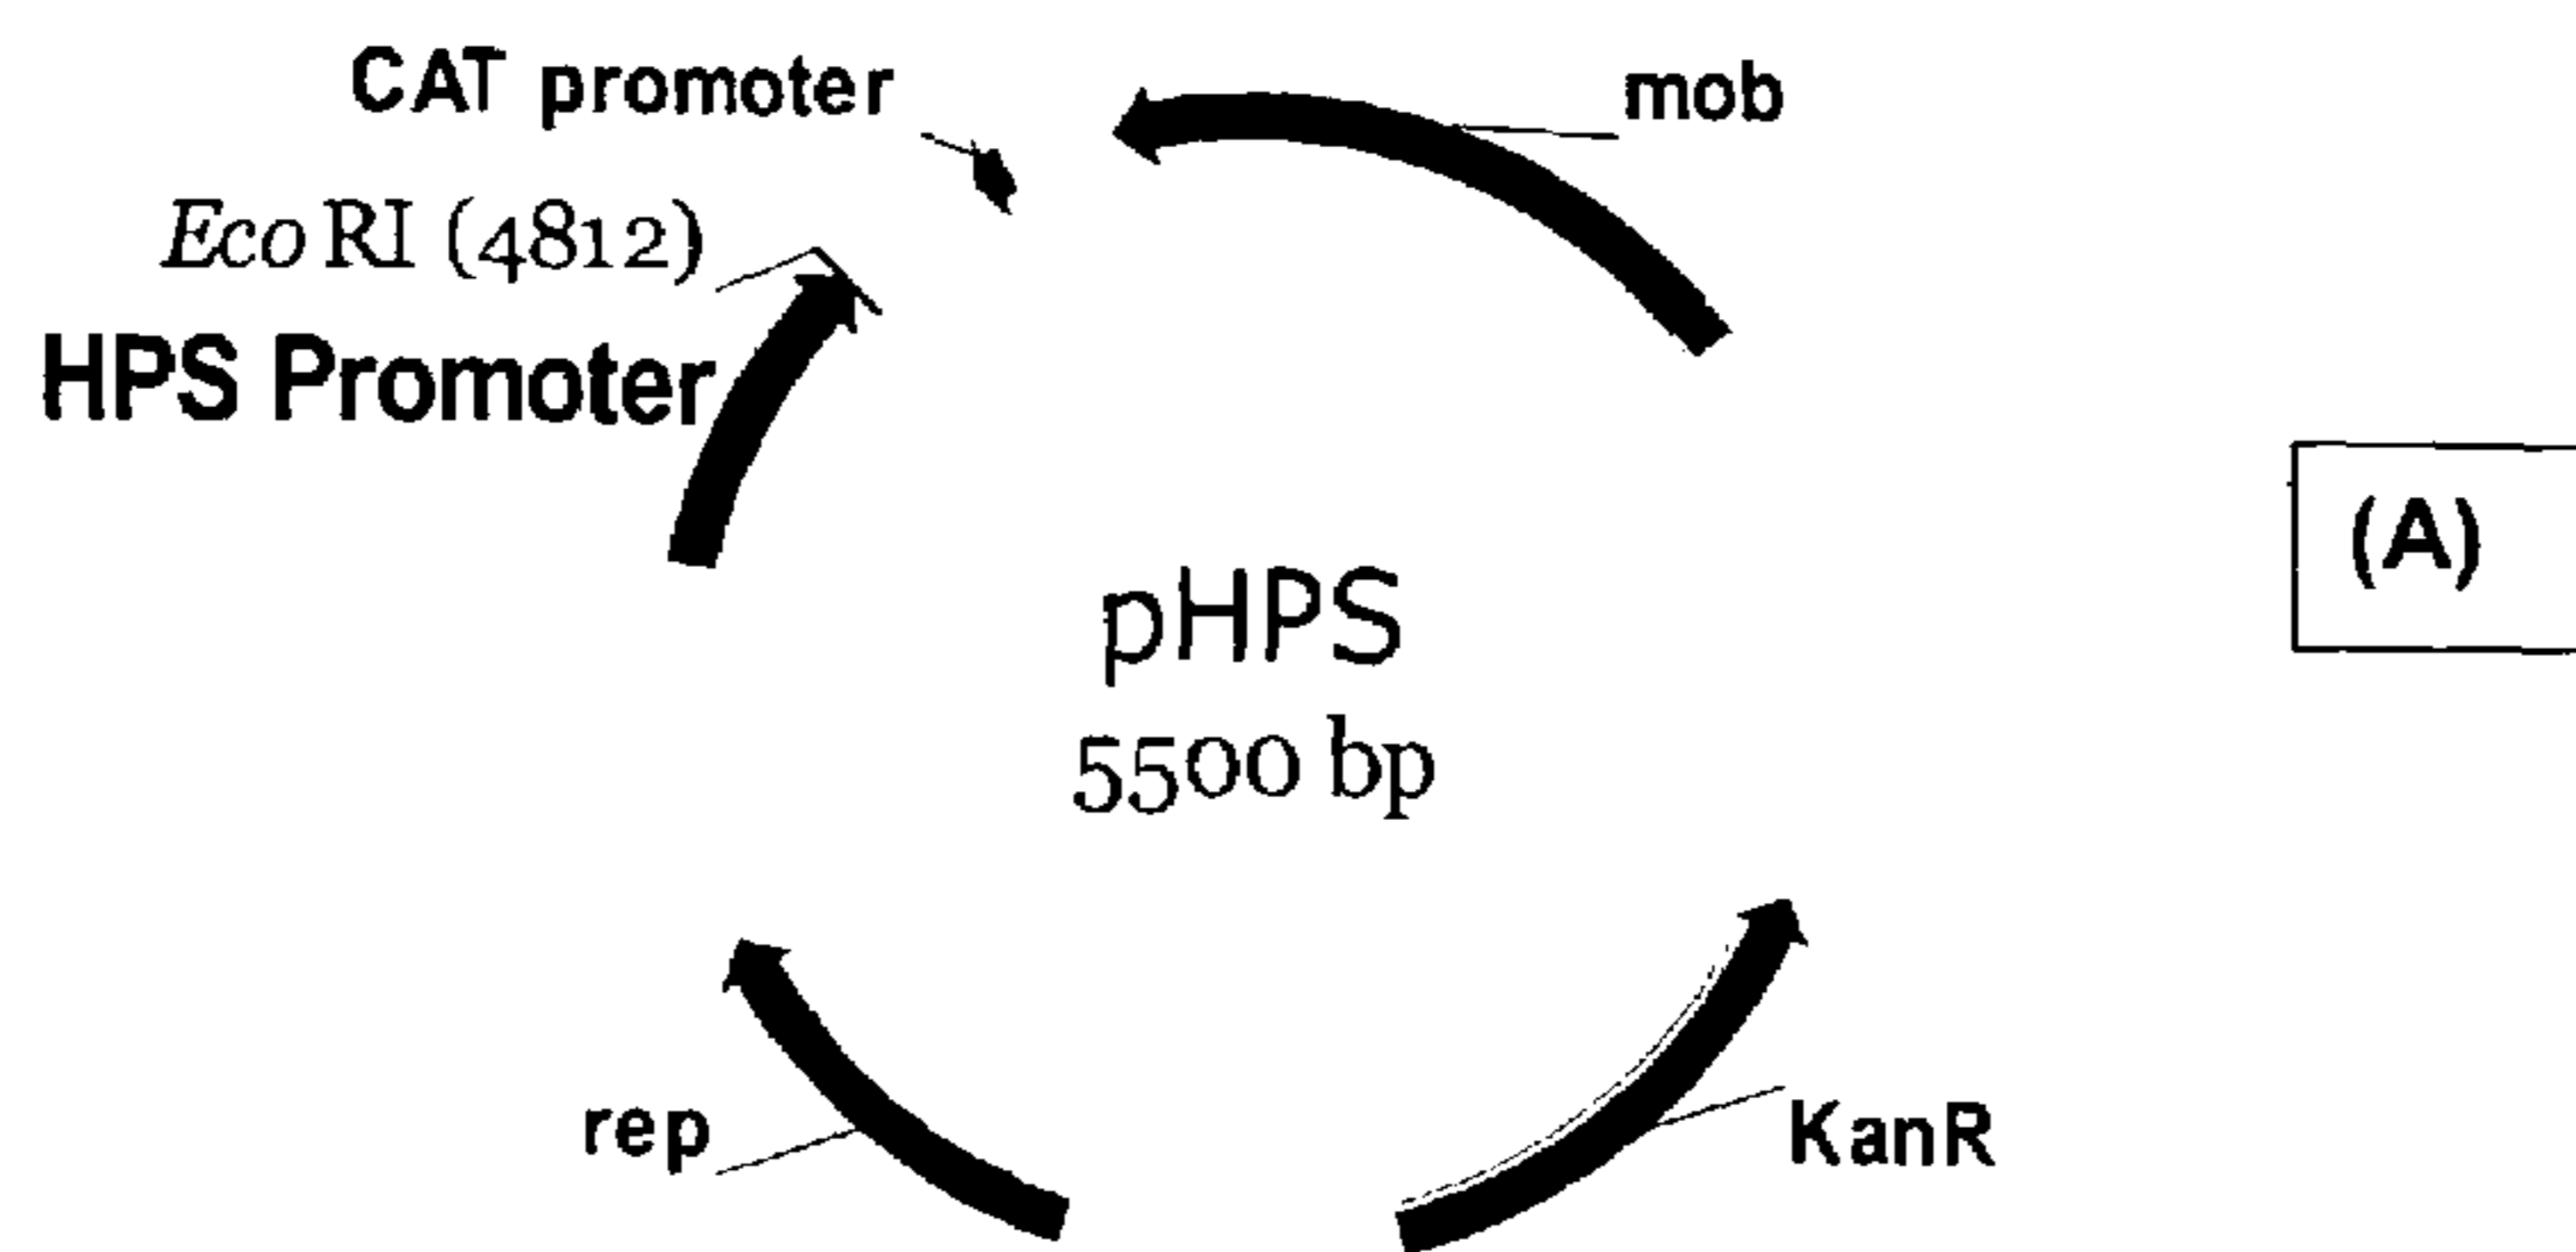 CAT promoter
mob
EcoRI (4812)
HPS Promoter
(A)
pHPS
5500 bp
rep
KanR